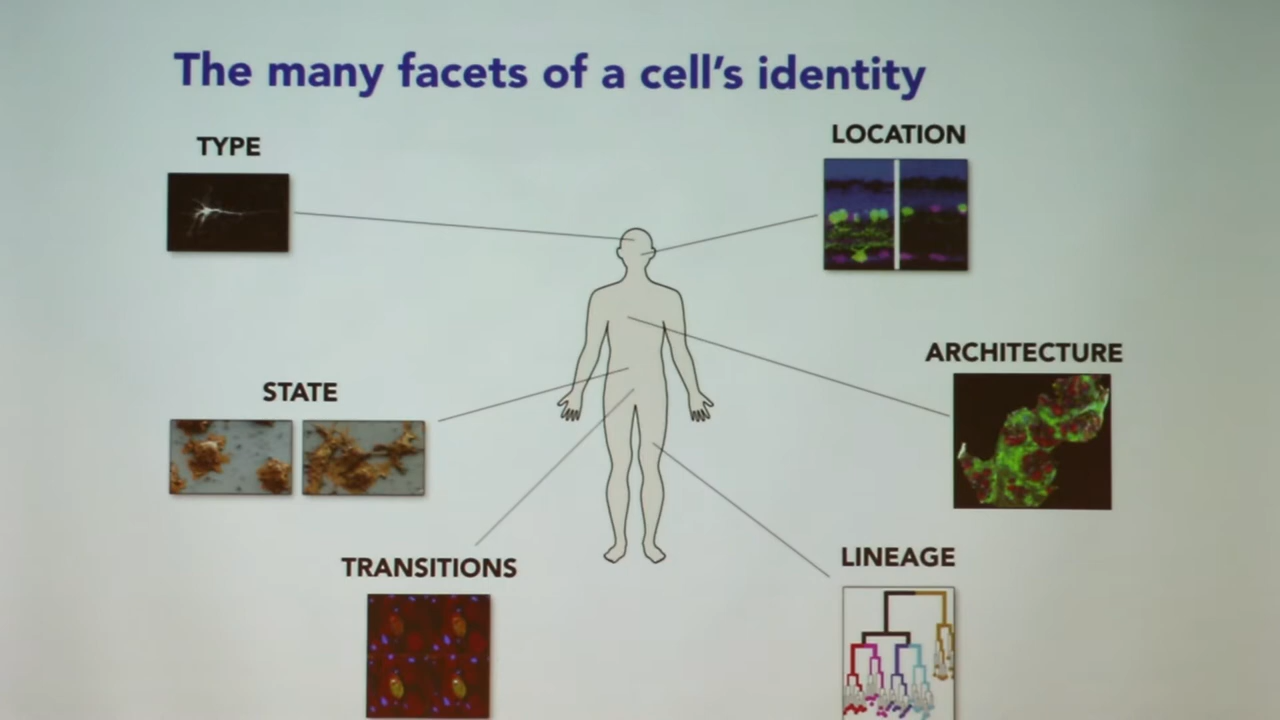 The many facets of a cell's identity
TYPE
LOCATION
ARCHITECTURE
STATE
TRANSITIONS
LINEAGE